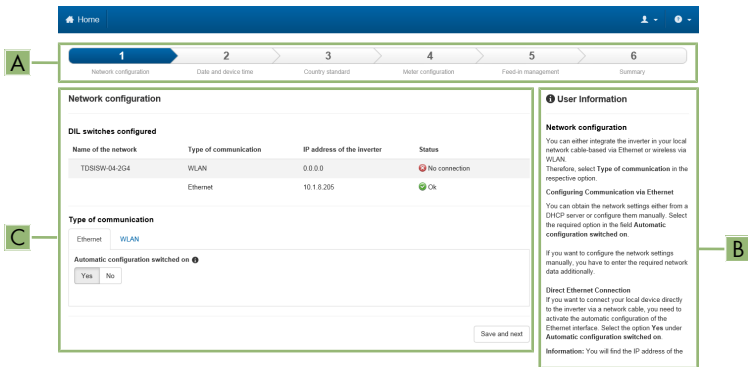 Home
A
1 2 3 4 5 6
Network configuration Date and device time Country standard Meter configuration Feed-in management Summary
C
Network configuration
DIL switches configured
Name of the network Type of communication IP address of the inverter Status
TDSISW-04-2G4 WLAN 0.0.0.0 No connection
Ethernet 10.1.8.205 Ok
Type of communication
Ethernet WLAN
Automatic configuration switched on
Yes No
Save and next
User Information
Network configuration
You can either integrate the inverter in your local
network cable-based via Ethernet or wireless via
WLAN.
Therefore, select Type of communication in the
respective option.
Configuring Communication via Ethernet
You can obtain the network settings either from a
DHCP server or configure them manually. Select
the required option in the field Automatic
configuration switched on.
If you want to configure the network settings
manually, you have to enter the required network
data additionally.
Direct Ethernet Connection
If you want to connect your local device directly
to the inverter via a network cable, you need to
activate the automatic configuration of the
Ethernet interface. Select the option Yes under
Automatic configuration switched on.
Information: You will find the IP address of the
B